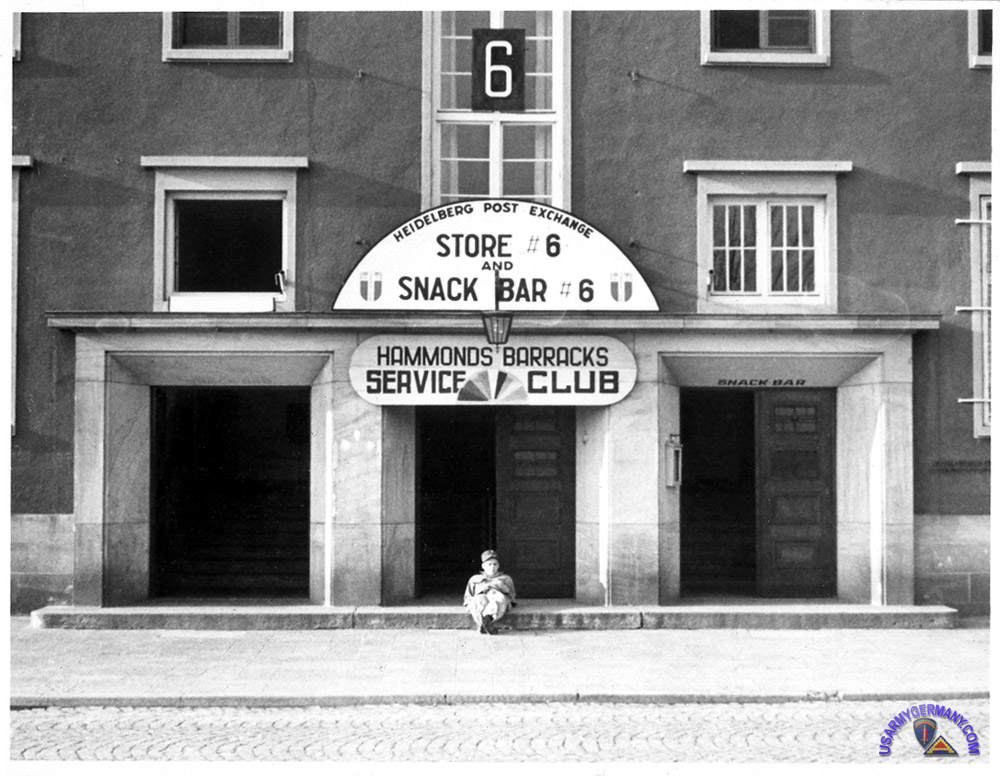 6
HEIDELBERG POST EXCHANGE
STORE # 6
AND
SNACK BAR # 6
HAMMONDS BARRACKS
SERVICE CLUB
SNACK BAR
USARMYGERMANY.COM